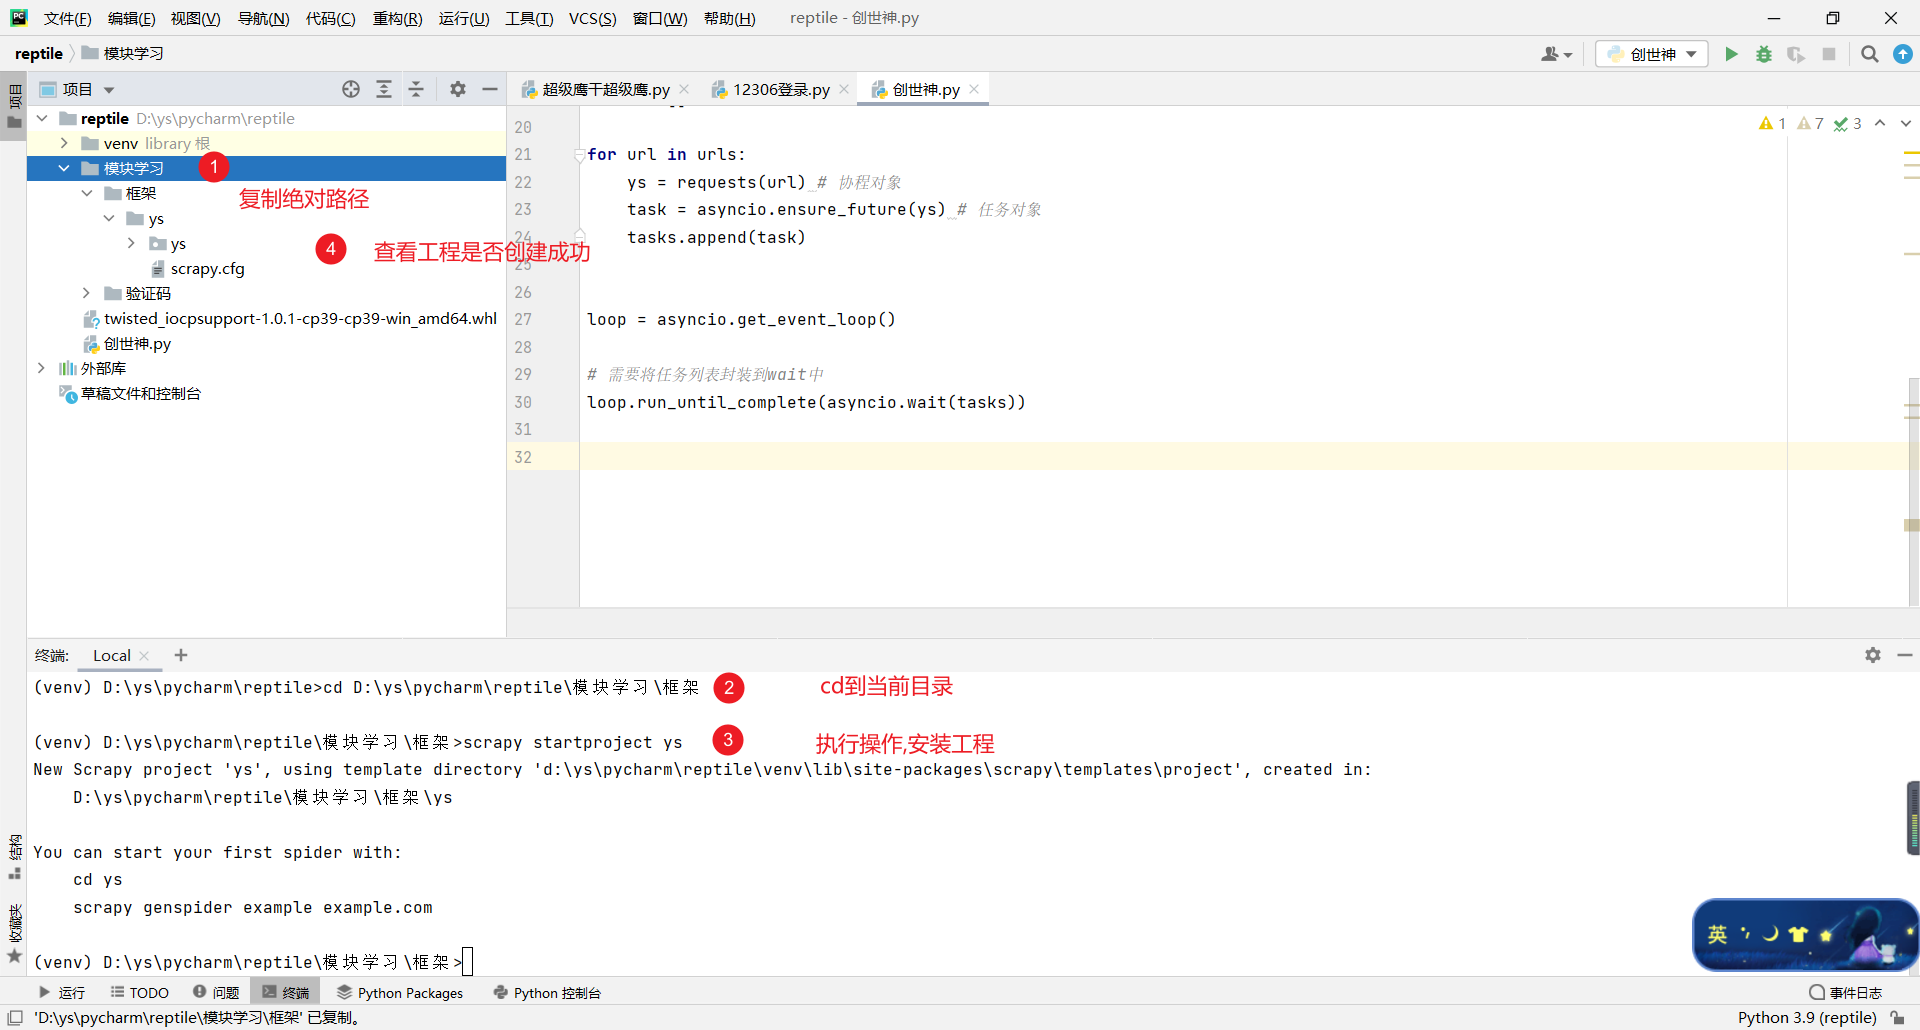 文件(F) 编辑(E) 视图(V) 导航(N) 代码(C) 重构(R) 运行(U) 工具(T) VCS(S) 窗口(W) 帮助(H) reptile - 创世神.py
reptile 模块学习
创世神
项目
项目
超级鹰干超级鹰.py
12306登录.py
创世神.py
reptile D:\ys\pycharm\reptile
venv library 根
模块学习
1
复制绝对路径
框架
ys
ys
4
查看工程是否创建成功
scrapy.cfg
验证码
twisted_iocpsupport-1.0.1-cp39-cp39-win_amd64.whl
创世神.py
外部库
草稿文件和控制台
1 7 3
20
21 for url in urls:
22 ys = requests(url) # 协程对象
23 task = asyncio.ensure_future(ys) # 任务对象
24 tasks.append(task)
25
26
27 loop = asyncio.get_event_loop()
28
29 # 需要将任务列表封装到wait中
30 loop.run_until_complete(asyncio.wait(tasks))
31
32
终端: Local
(venv) D:\ys\pycharm\reptile>cd D:\ys\pycharm\reptile\模块学习\框架
2
cd到当前目录
(venv) D:\ys\pycharm\reptile\模块学习\框架>scrapy startproject ys
3
执行操作,安装工程
New Scrapy project 'ys', using template directory 'd:\ys\pycharm\reptile\venv\lib\site-packages\scrapy\templates\project', created in:
D:\ys\pycharm\reptile\模块学习\框架\ys
You can start your first spider with:
cd ys
scrapy genspider example example.com
(venv) D:\ys\pycharm\reptile\模块学习\框架>
结构
收藏夹
英
运行 TODO 问题 终端 Python Packages Python 控制台 事件日志
'D:\ys\pycharm\reptile\模块学习\框架' 已复制。 Python 3.9 (reptile)